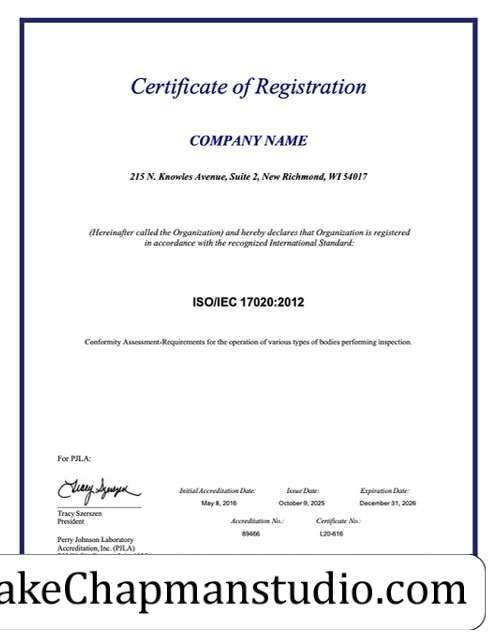 Certificate of Registration
COMPANY NAME
215 N. Knowles Avenue, Suite 2, New Richmond, WI 54017
(Hereinafter called the Organization) and hereby declares that Organization is registered
in accordance with the recognized International Standard:
ISO/IEC 17020:2012
Conformity Assessment-Requirements for the operation of various types of bodies performing inspection.
For PJLA:
Tracy Szerszen
Tracy Szerszen
President
Initial Accreditation Date:
Issue Date:
Expiration Date:
May 8, 2016
October 9, 2025
December 31, 2026
Accreditation No.:
Certificate No.:
89466
L20-616
Perry Johnson Laboratory
Accreditation, Inc. (PJLA)
akeChapmanstudio.com